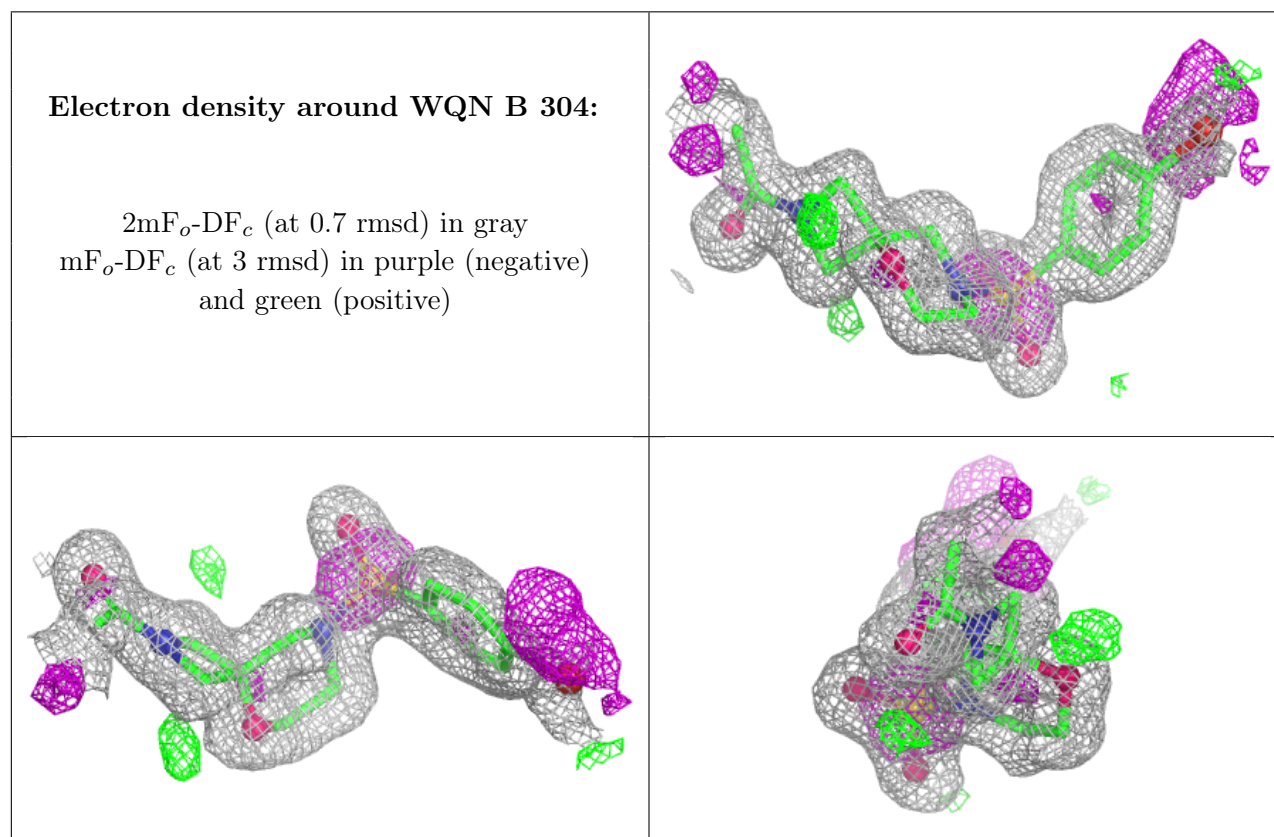 Electron density around WQN B 304:
2mFo-DFc (at 0.7 rmsd) in gray
mFo-DFc (at 3 rmsd) in purple (negative)
and green (positive)